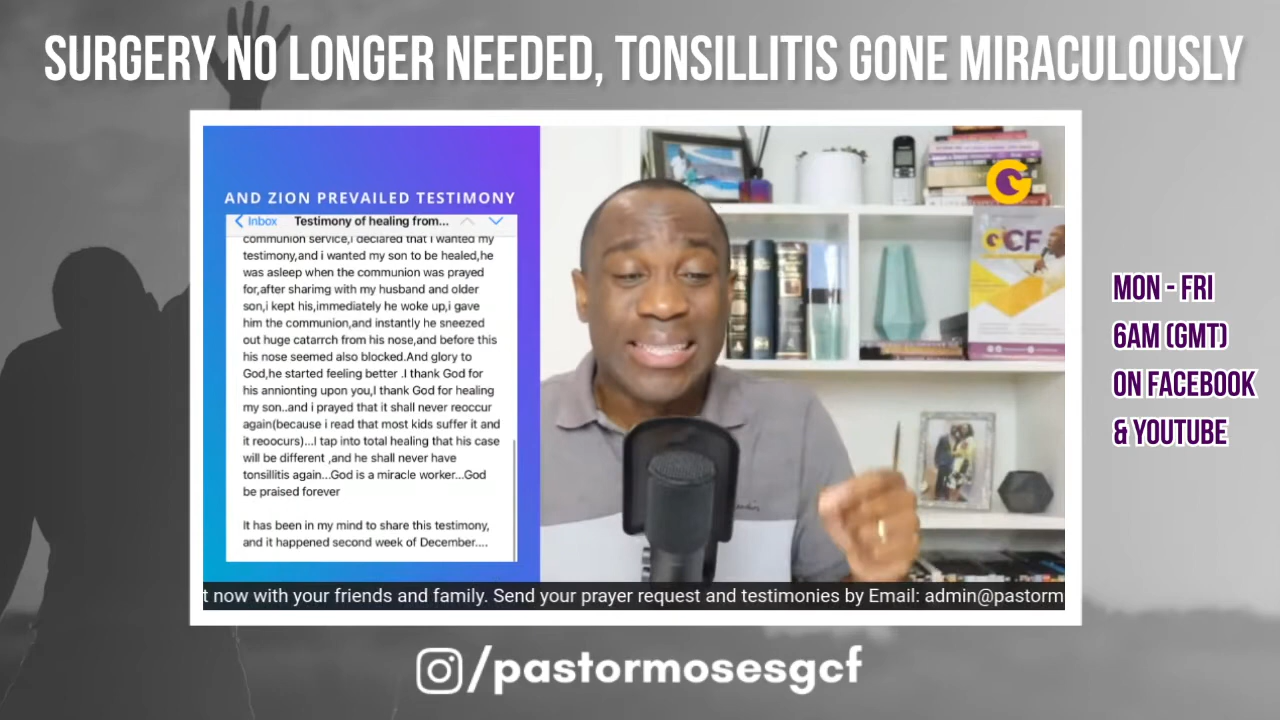 SURGERY NO LONGER NEEDED, TONSILLITIS GONE MIRACULOUSLY
AND ZION PREVAILED TESTIMONY
Inbox Testimony of healing from...
communion service,i declared that i wanted my
testimony,and i wanted my son to be healed,he
was asleep when the communion was prayed
for,after sharing with my husband and older
son,i kept his,immediately he woke up,i gave
him the communion,and instantly he sneezed
out huge catarrch from his nose,and before this
his nose seemed also blocked.And glory to
God,he started feeling better .I thank God for
his annionting upon you,I thank God for healing
my son..and i prayed that it shall never reoccur
again(because i read that most kids suffer it and
it reoocurs)...I tap into total healing that his case
will be different ,and he shall never have
tonsillitis again...God is a miracle worker...God
be praised forever
It has been in my mind to share this testimony,
and it happened second week of December....
GCF
MON - FRI
6AM (GMT)
ON FACEBOOK
& YOUTUBE
t now with your friends and family. Send your prayer request and testimonies by Email: admin@pastorm
/pastormosesgcf